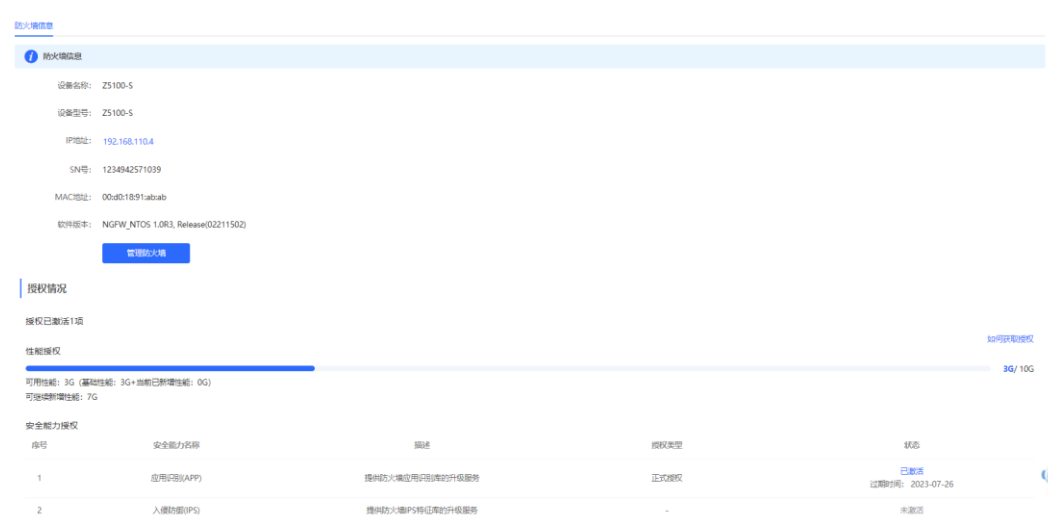 防火墙信息
防火墙信息
设备名称: Z5100-S
设备型号: Z5100-S
IP地址: 192.168.110.4
SN号: 1234942571039
MAC地址: 00:d0:18:91:ab:ab
软件版本: NGFW_NTOS 1.0R3, Release(02211502)
管理防火墙
授权情况
授权已激活1项
如何获取授权
性能授权
3G/ 10G
可用性能: 3G (基础性能: 3G+当前已新增性能: 0G)
可继续新增性能: 7G
安全能力授权
序号 安全能力名称 描述 授权类型 状态
1 应用识别(APP) 提供防火墙应用识别库的升级服务 正式授权 已激活
过期时间: 2023-07-26
2 入侵防御(IPS) 提供防火墙IPS特征库的升级服务 - 未激活